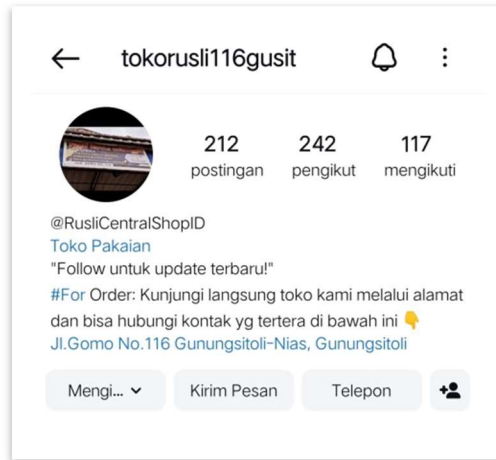 tokorusli116gusit
212 242 117
postingan pengikut mengikuti
@RusliCentralShopID
Toko Pakaian
"Follow untuk update terbaru!"
#For Order: Kunjungi langsung toko kami melalui alamat
dan bisa hubungi kontak yg tertera di bawah ini 👇
Jl.Gomo No.116 Gunungsitoli-Nias, Gunungsitoli
Mengi... Kirim Pesan Telepon